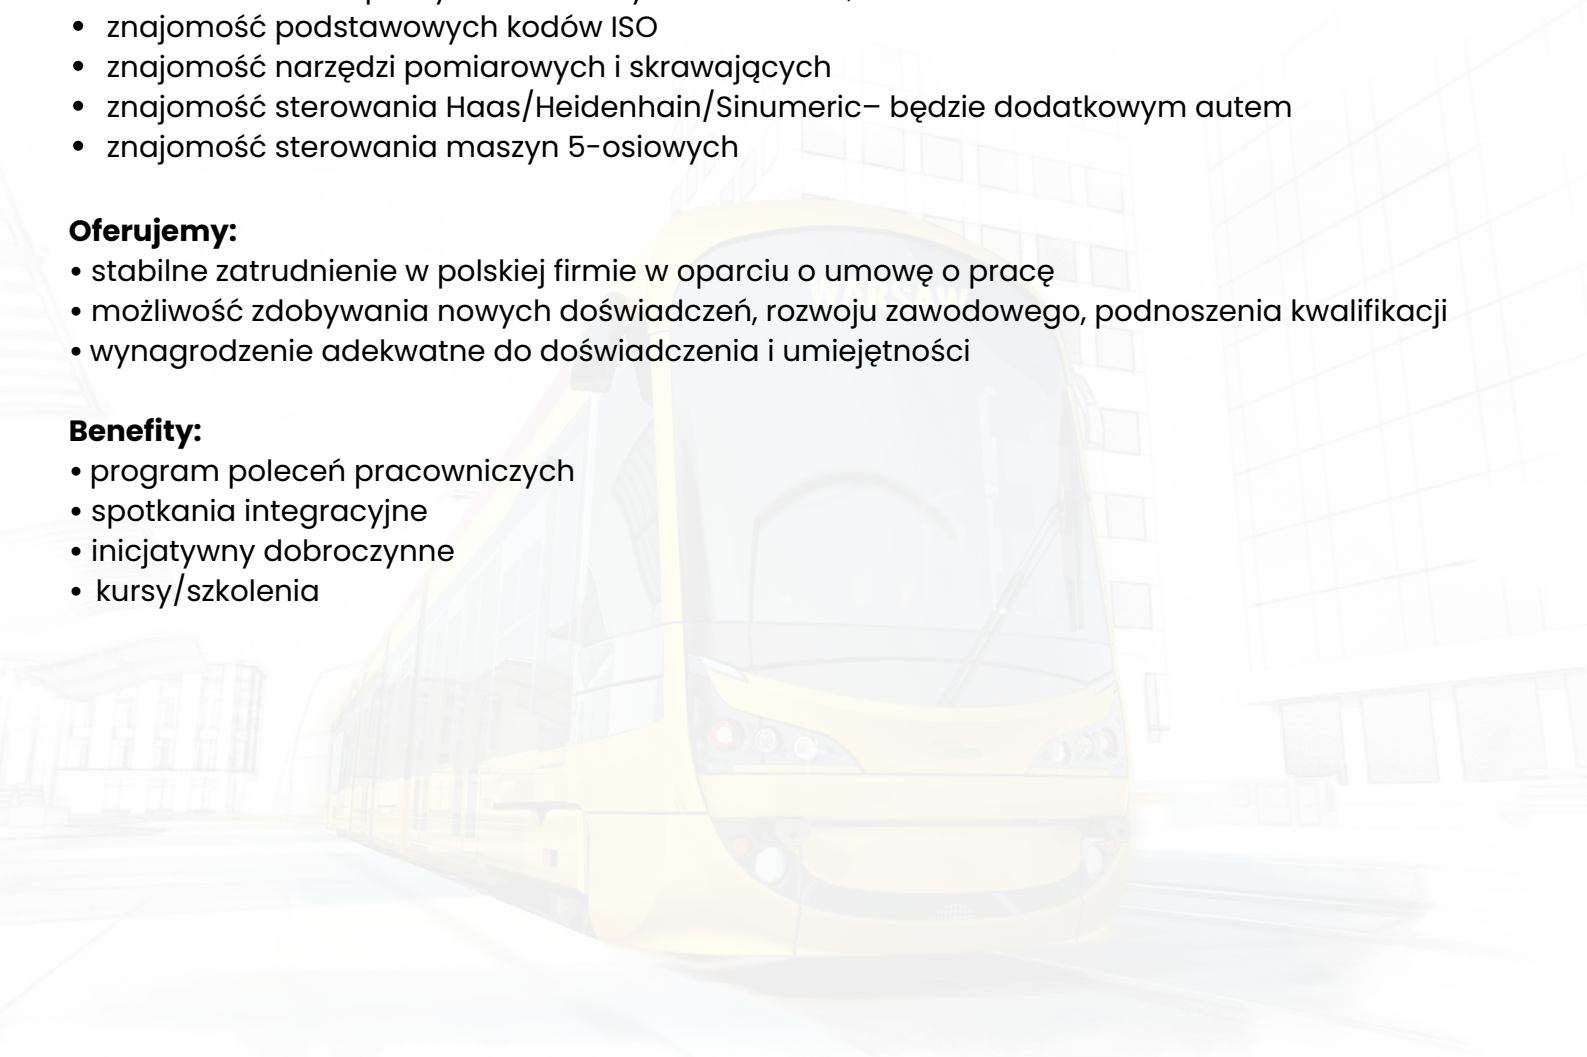 • znajomość podstawowych kodów ISO
• znajomość narzędzi pomiarowych i skrawających
• znajomość sterowania Haas/Heidenhain/Sinumeric– będzie dodatkowym autem
• znajomość sterowania maszyn 5-osiowych
Oferujemy:
• stabilne zatrudnienie w polskiej firmie w oparciu o umowę o pracę
• możliwość zdobywania nowych doświadczeń, rozwoju zawodowego, podnoszenia kwalifikacji
• wynagrodzenie adekwatne do doświadczenia i umiejętności
Benefity:
• program poleceń pracowniczych
• spotkania integracyjne
• inicjatywny dobroczynne
• kursy/szkolenia